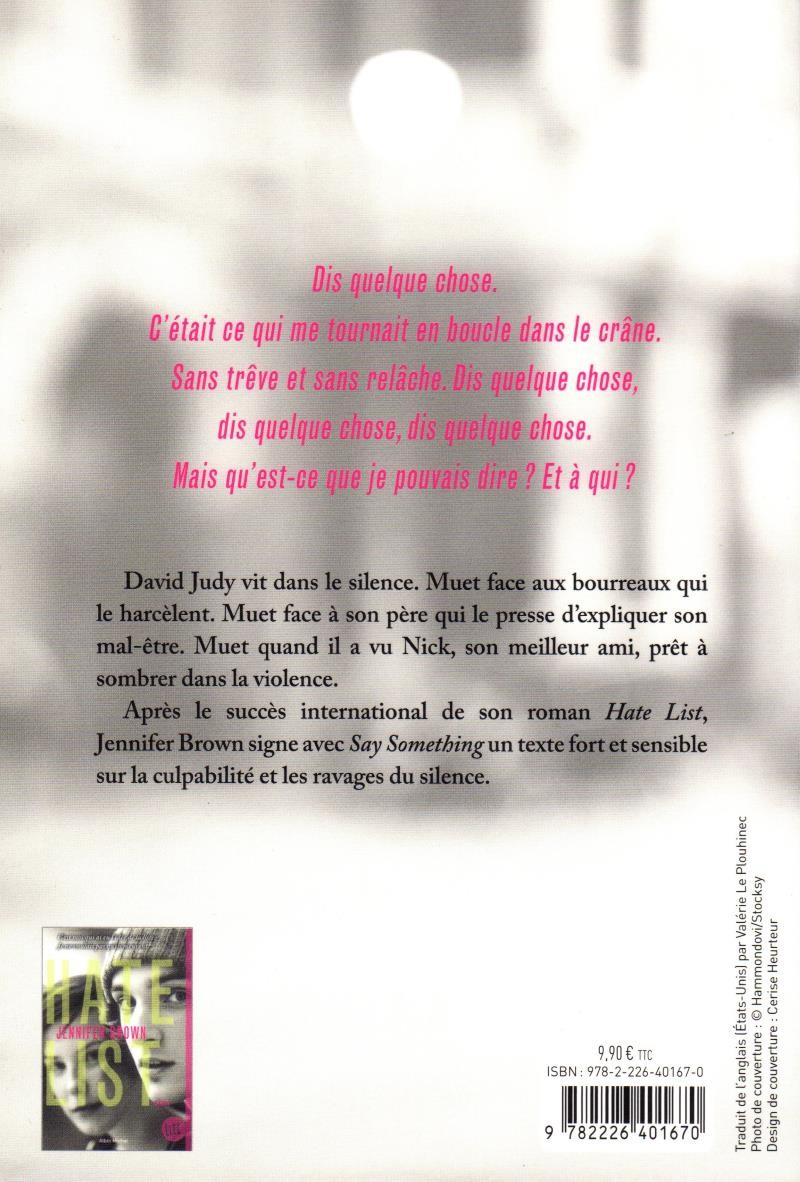 Dis quelque chose.
C'était ce qui me tournait en boucle dans le crâne.
Sans trêve et sans relâche. Dis quelque chose,
dis quelque chose, dis quelque chose.
Mais qu'est-ce que je pouvais dire ? Et à qui ?
David Judy vit dans le silence. Muet face aux bourreaux qui
le harcèlent. Muet face à son père qui le presse d'expliquer son
mal-être. Muet quand il a vu Nick, son meilleur ami, prêt à
sombrer dans la violence.
Après le succès international de son roman Hate List,
Jennifer Brown signe avec Say Something un texte fort et sensible
sur la culpabilité et les ravages du silence.
HATE
JENNIFER BROWN
LIST
Albin Michel
9,90 € TTC
ISBN : 978-2-226-40167-0
9 782226 401670
Traduit de l'anglais (États-Unis) par Valérie Le Plouhinec
Photo de couverture : © Hammondovi/Stocksy
Design de couverture : Cerise Heurteur